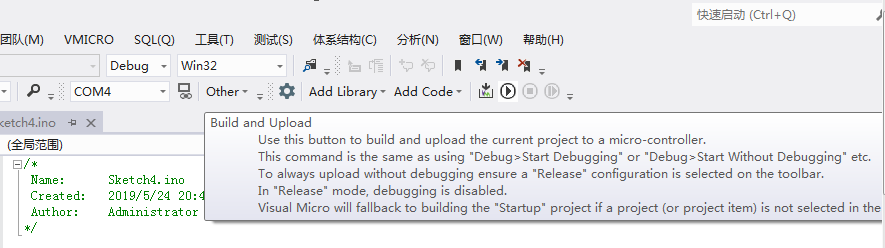 快速启动 (Ctrl+Q)
团队(M) VMICRO SQL(Q) 工具(T) 测试(S) 体系结构(C) 分析(N) 窗口(W) 帮助(H)
Debug Win32
COM4 Other Add Library Add Code
ketch4.ino
(全局范围)
Build and Upload
Use this button to build and upload the current project to a micro-controller.
This command is the same as using "Debug>Start Debugging" or "Debug>Start Without Debugging" etc.
To always upload without debugging ensure a "Release" configuration is selected on the toolbar.
In "Release" mode, debugging is disabled.
Visual Micro will fallback to building the "Startup" project if a project (or project item) is not selected in the
/*
Name: Sketch4.ino
Created: 2019/5/24 20:4
Author: Administrator
*/